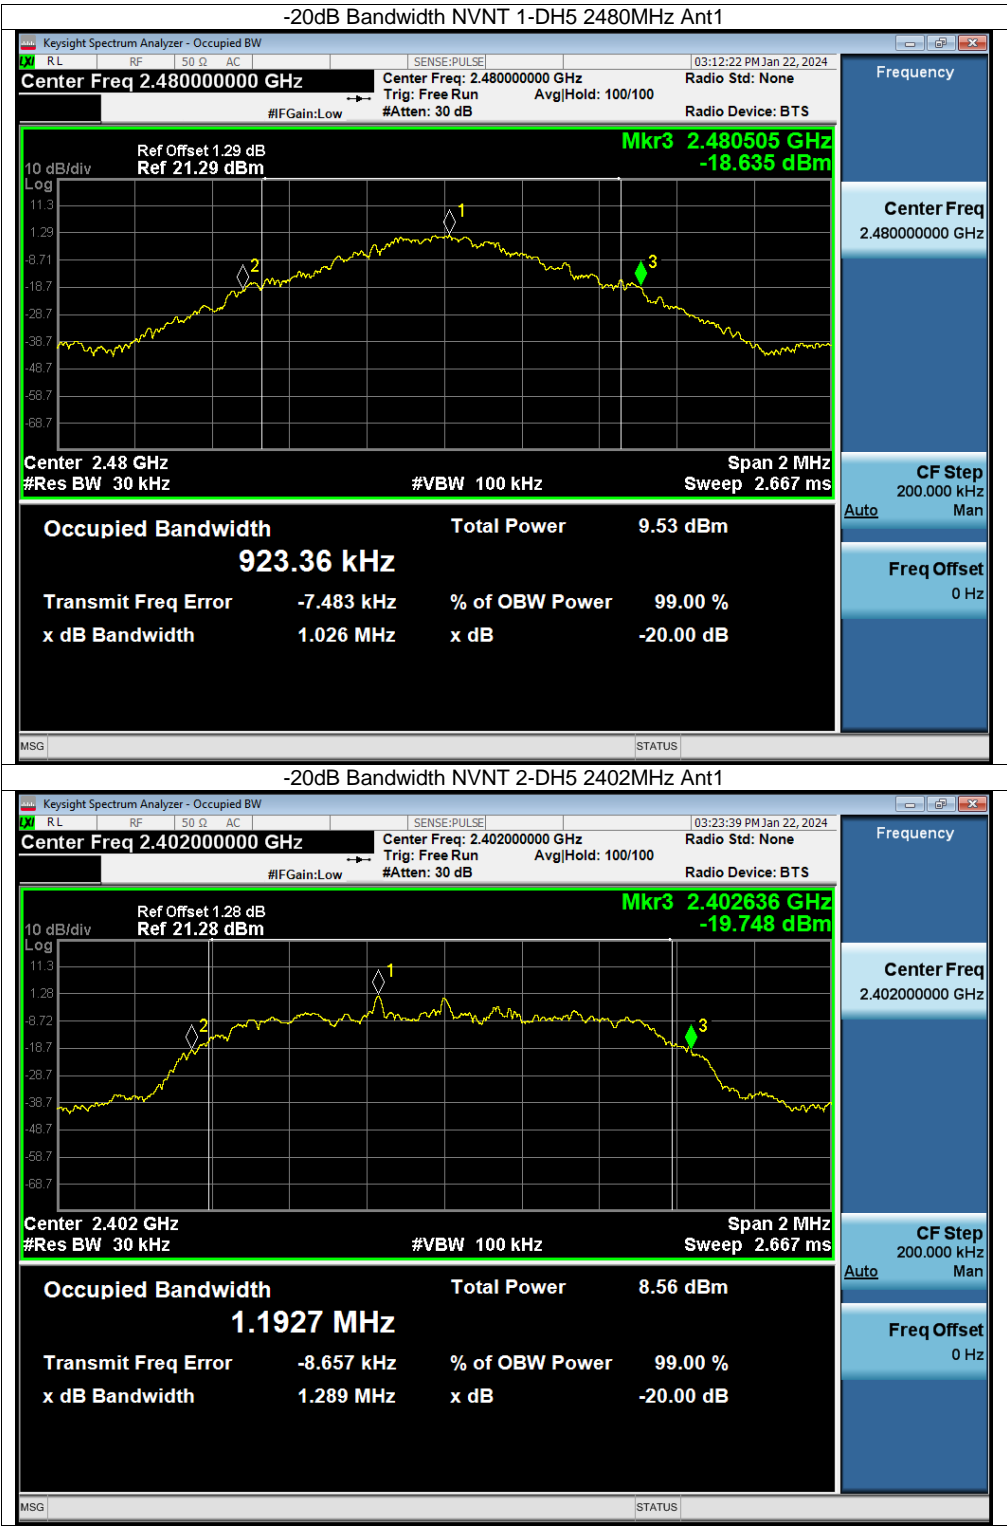 -20dB Bandwidth NVNT 1-DH5 2480MHz Ant1
Keysight Spectrum Analyzer - Occupied BW
LXI RL RF 50 Ω AC SENSE:PULSE 03:12:22 PM Jan 22, 2024
Center Freq 2.480000000 GHz
Center Freq: 2.480000000 GHz
Radio Std: None
Trig: Free Run Avg|Hold: 100/100
#IFGain:Low
#Atten: 30 dB
Radio Device: BTS
Frequency
Mkr3 2.480505 GHz
-18.635 dBm
Ref Offset 1.29 dB
10 dB/div Ref 21.29 dBm
Log
11.3
1.29
-8.71
-18.7
-28.7
-38.7
-48.7
-58.7
-68.7
1
2
3
Center 2.48 GHz Span 2 MHz
#Res BW 30 kHz #VBW 100 kHz Sweep 2.667 ms
Center Freq
2.480000000 GHz
CF Step
200.000 kHz
Auto Man
Freq Offset
0 Hz
Occupied Bandwidth Total Power 9.53 dBm
923.36 kHz
Transmit Freq Error -7.483 kHz % of OBW Power 99.00 %
x dB Bandwidth 1.026 MHz x dB -20.00 dB
MSG STATUS
-20dB Bandwidth NVNT 2-DH5 2402MHz Ant1
Keysight Spectrum Analyzer - Occupied BW
LXI RL RF 50 Ω AC SENSE:PULSE 03:23:39 PM Jan 22, 2024
Center Freq 2.402000000 GHz
Center Freq: 2.402000000 GHz
Radio Std: None
Trig: Free Run Avg|Hold: 100/100
#IFGain:Low
#Atten: 30 dB
Radio Device: BTS
Frequency
Mkr3 2.402636 GHz
-19.748 dBm
Ref Offset 1.28 dB
10 dB/div Ref 21.28 dBm
Log
11.3
1.28
-8.72
-18.7
-28.7
-38.7
-48.7
-58.7
-68.7
1
2
3
Center 2.402 GHz Span 2 MHz
#Res BW 30 kHz #VBW 100 kHz Sweep 2.667 ms
Center Freq
2.402000000 GHz
CF Step
200.000 kHz
Auto Man
Freq Offset
0 Hz
Occupied Bandwidth Total Power 8.56 dBm
1.1927 MHz
Transmit Freq Error -8.657 kHz % of OBW Power 99.00 %
x dB Bandwidth 1.289 MHz x dB -20.00 dB
MSG STATUS